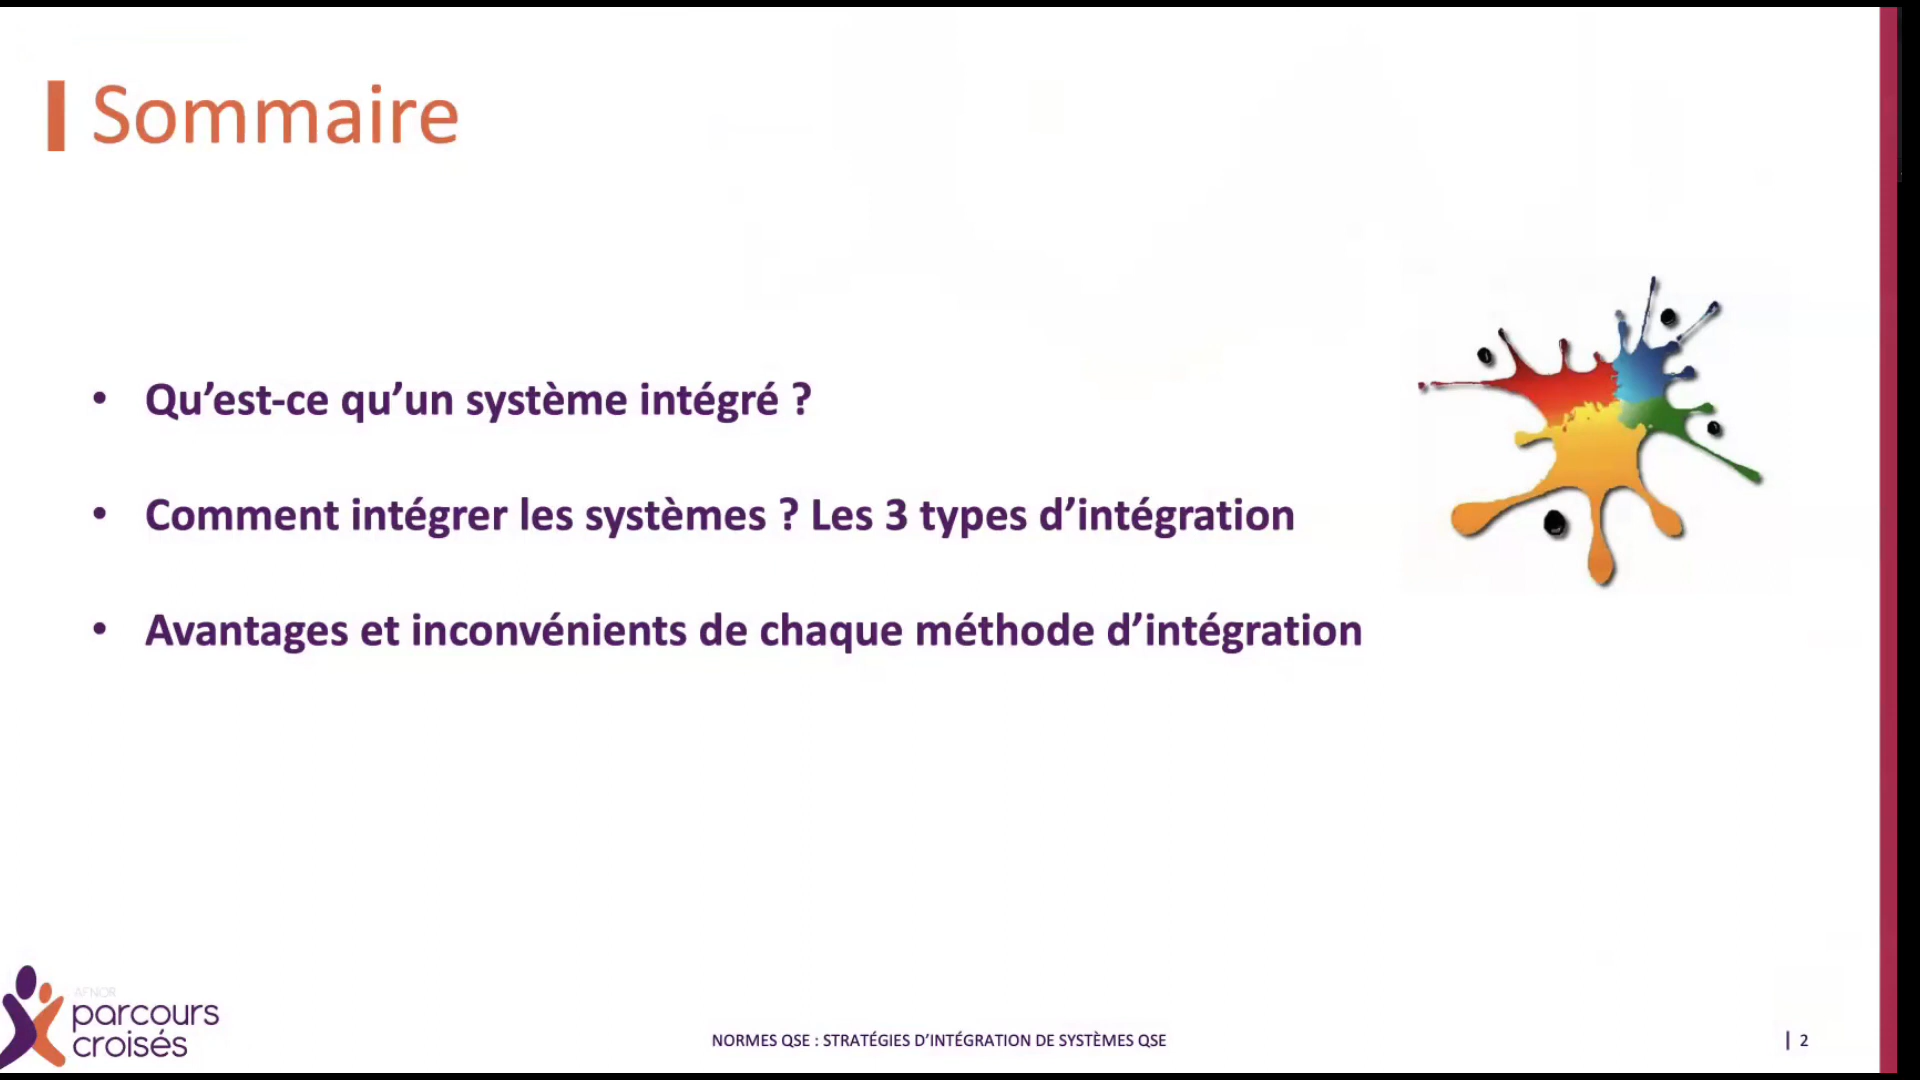 Sommaire
• Qu’est-ce qu’un système intégré ?
• Comment intégrer les systèmes ? Les 3 types d’intégration
• Avantages et inconvénients de chaque méthode d’intégration
AFNOR
parcours
croisés
NORMES QSE : STRATÉGIES D’INTÉGRATION DE SYSTÈMES QSE
| 2